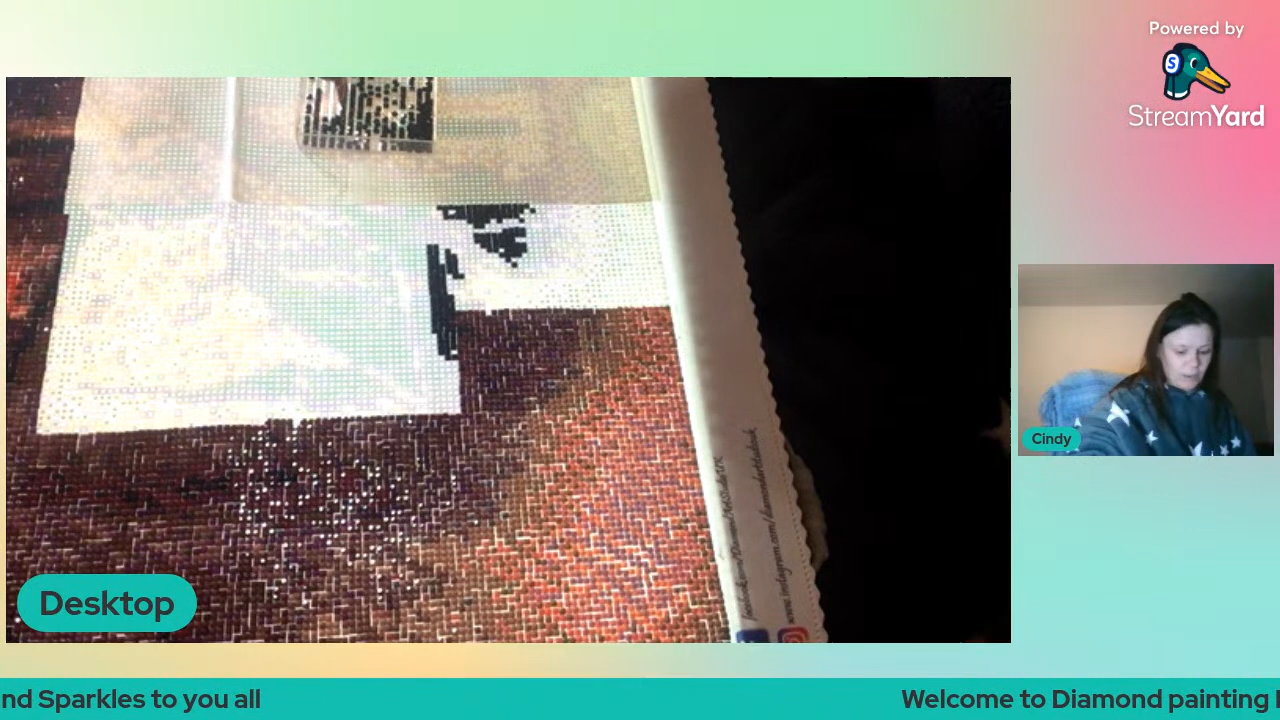 Powered by
StreamYard
Cindy
Desktop
nd Sparkles to you all
Welcome to Diamond painting